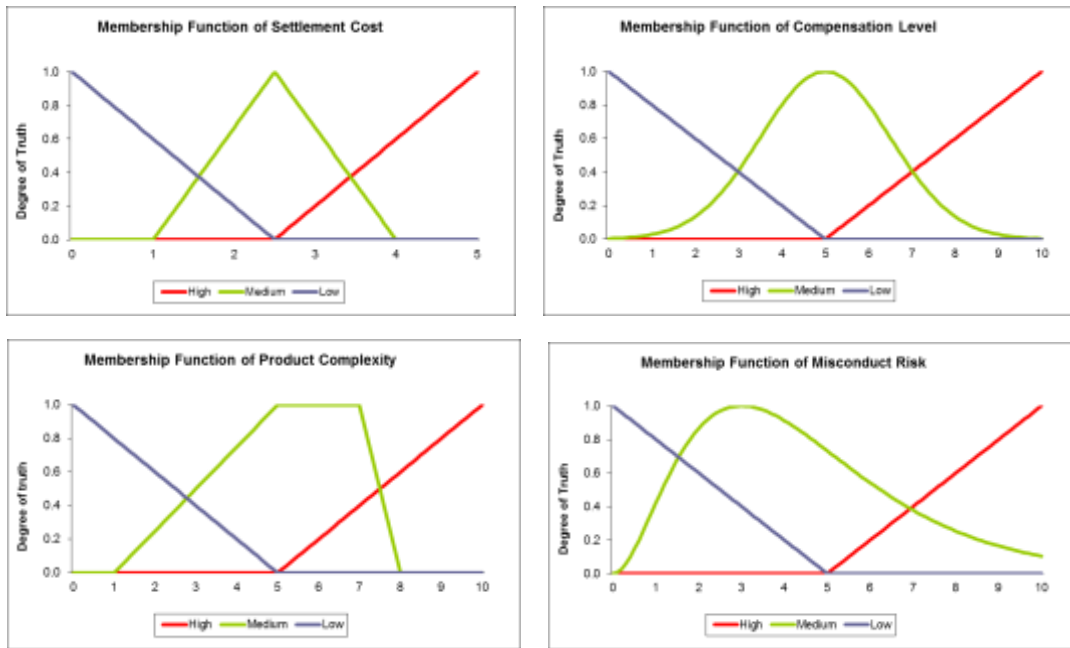 Membership Function of Settlement Cost
Degree of Truth
1.0
0.8
0.6
0.4
0.2
0.0
0 1 2 3 4 5
High Medium Low
Membership Function of Compensation Level
Degree of Truth
1.0
0.8
0.6
0.4
0.2
0.0
0 1 2 3 4 5 6 7 8 9 10
High Medium Low
Membership Function of Product Complexity
Degree of truth
1.0
0.8
0.6
0.4
0.2
0.0
0 1 2 3 4 5 6 7 8 9 10
High Medium Low
Membership Function of Misconduct Risk
Degree of Truth
1.0
0.8
0.6
0.4
0.2
0.0
0 1 2 3 4 5 6 7 8 9 10
High Medium Low